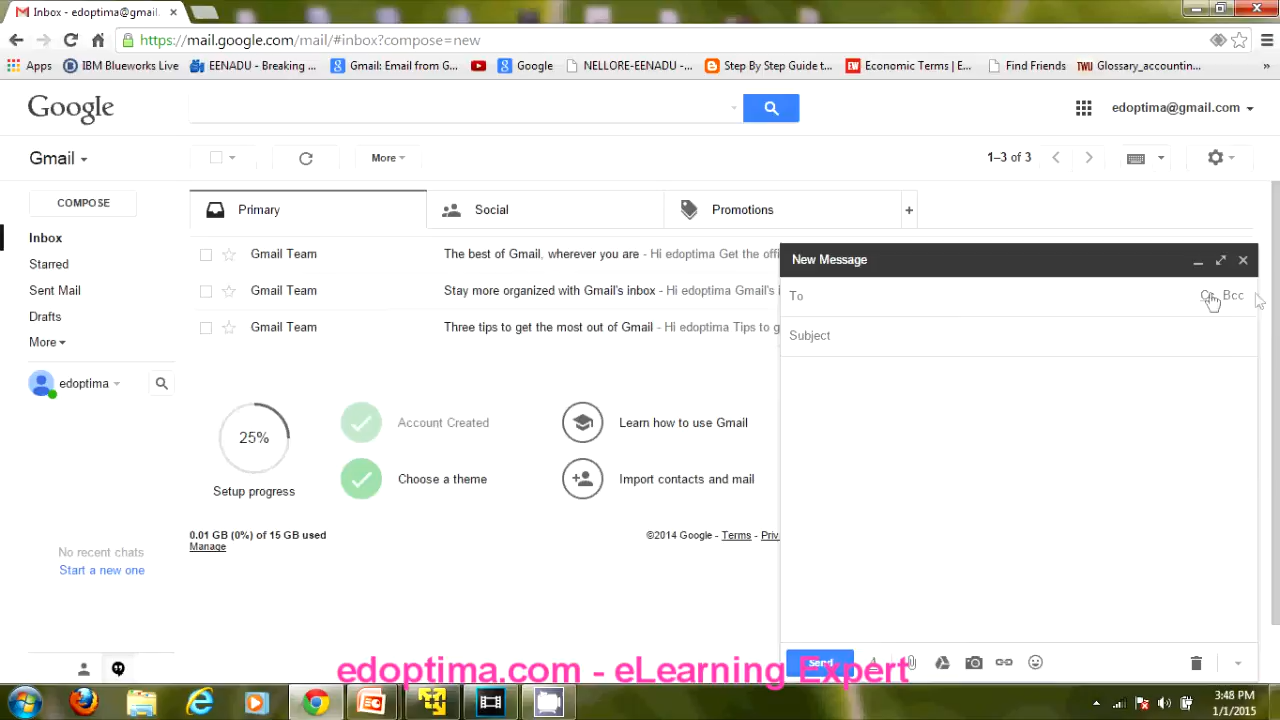 Inbox - edoptima@gmail.
https://mail.google.com/mail/#inbox?compose=new
Apps IBM Blueworks Live EENADU - Breaking ... Gmail: Email from G... Google NELLORE-EENADU -... Step By Step Guide t... EW Economic Terms | E... Find Friends TWU Glossary_accountin... »
Google
edoptima@gmail.com
Gmail
More
1–3 of 3
COMPOSE
Primary
Social
Promotions
+
Inbox
Starred
Sent Mail
Drafts
More
edoptima
Gmail Team The best of Gmail, wherever you are - Hi edoptima Get the offi
Gmail Team Stay more organized with Gmail's inbox - Hi edoptima Gmail's i
Gmail Team Three tips to get the most out of Gmail - Hi edoptima Tips to g
New Message
To
Bcc
Subject
25%
Setup progress
Account Created
Choose a theme
Learn how to use Gmail
Import contacts and mail
0.01 GB (0%) of 15 GB used
Manage
©2014 Google - Terms - Priv
No recent chats
Start a new one
Send
edoptima.com - eLearning Expert
3:48 PM
1/1/2015